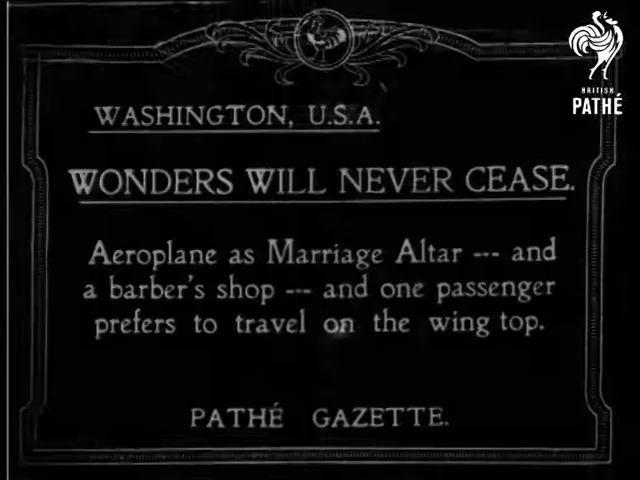 BRITISH
PATHÉ
WASHINGTON, U.S.A.
WONDERS WILL NEVER CEASE.
Aeroplane as Marriage Altar --- and
a barber's shop --- and one passenger
prefers to travel on the wing top.
PATHÉ GAZETTE.